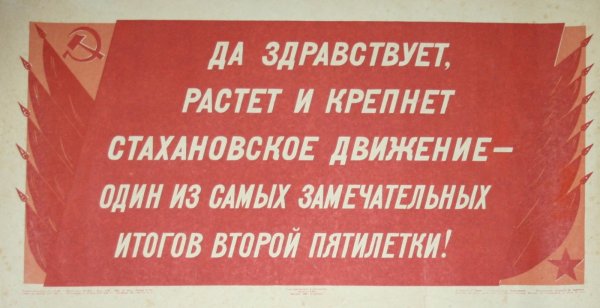 ДА ЗДРАВСТВУЕТ,
РАСТЕТ И КРЕПНЕТ
СТАХАНОВСКОЕ ДВИЖЕНИЕ—
ОДИН ИЗ САМЫХ ЗАМЕЧАТЕЛЬНЫХ
ИТОГОВ ВТОРОЙ ПЯТИЛЕТКИ!